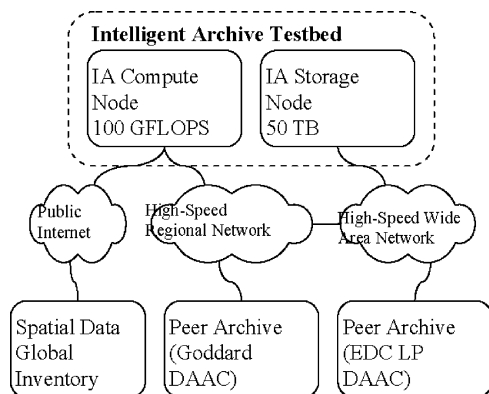 Intelligent Archive Testbed
IA Compute
Node
100 GFLOPS
IA Storage
Node
50 TB
Public
Internet
High-Speed
Regional Network
High-Speed Wide
Area Network
Spatial Data
Global
Inventory
Peer Archive
(Goddard
DAAC)
Peer Archive
(EDC LP
DAAC)